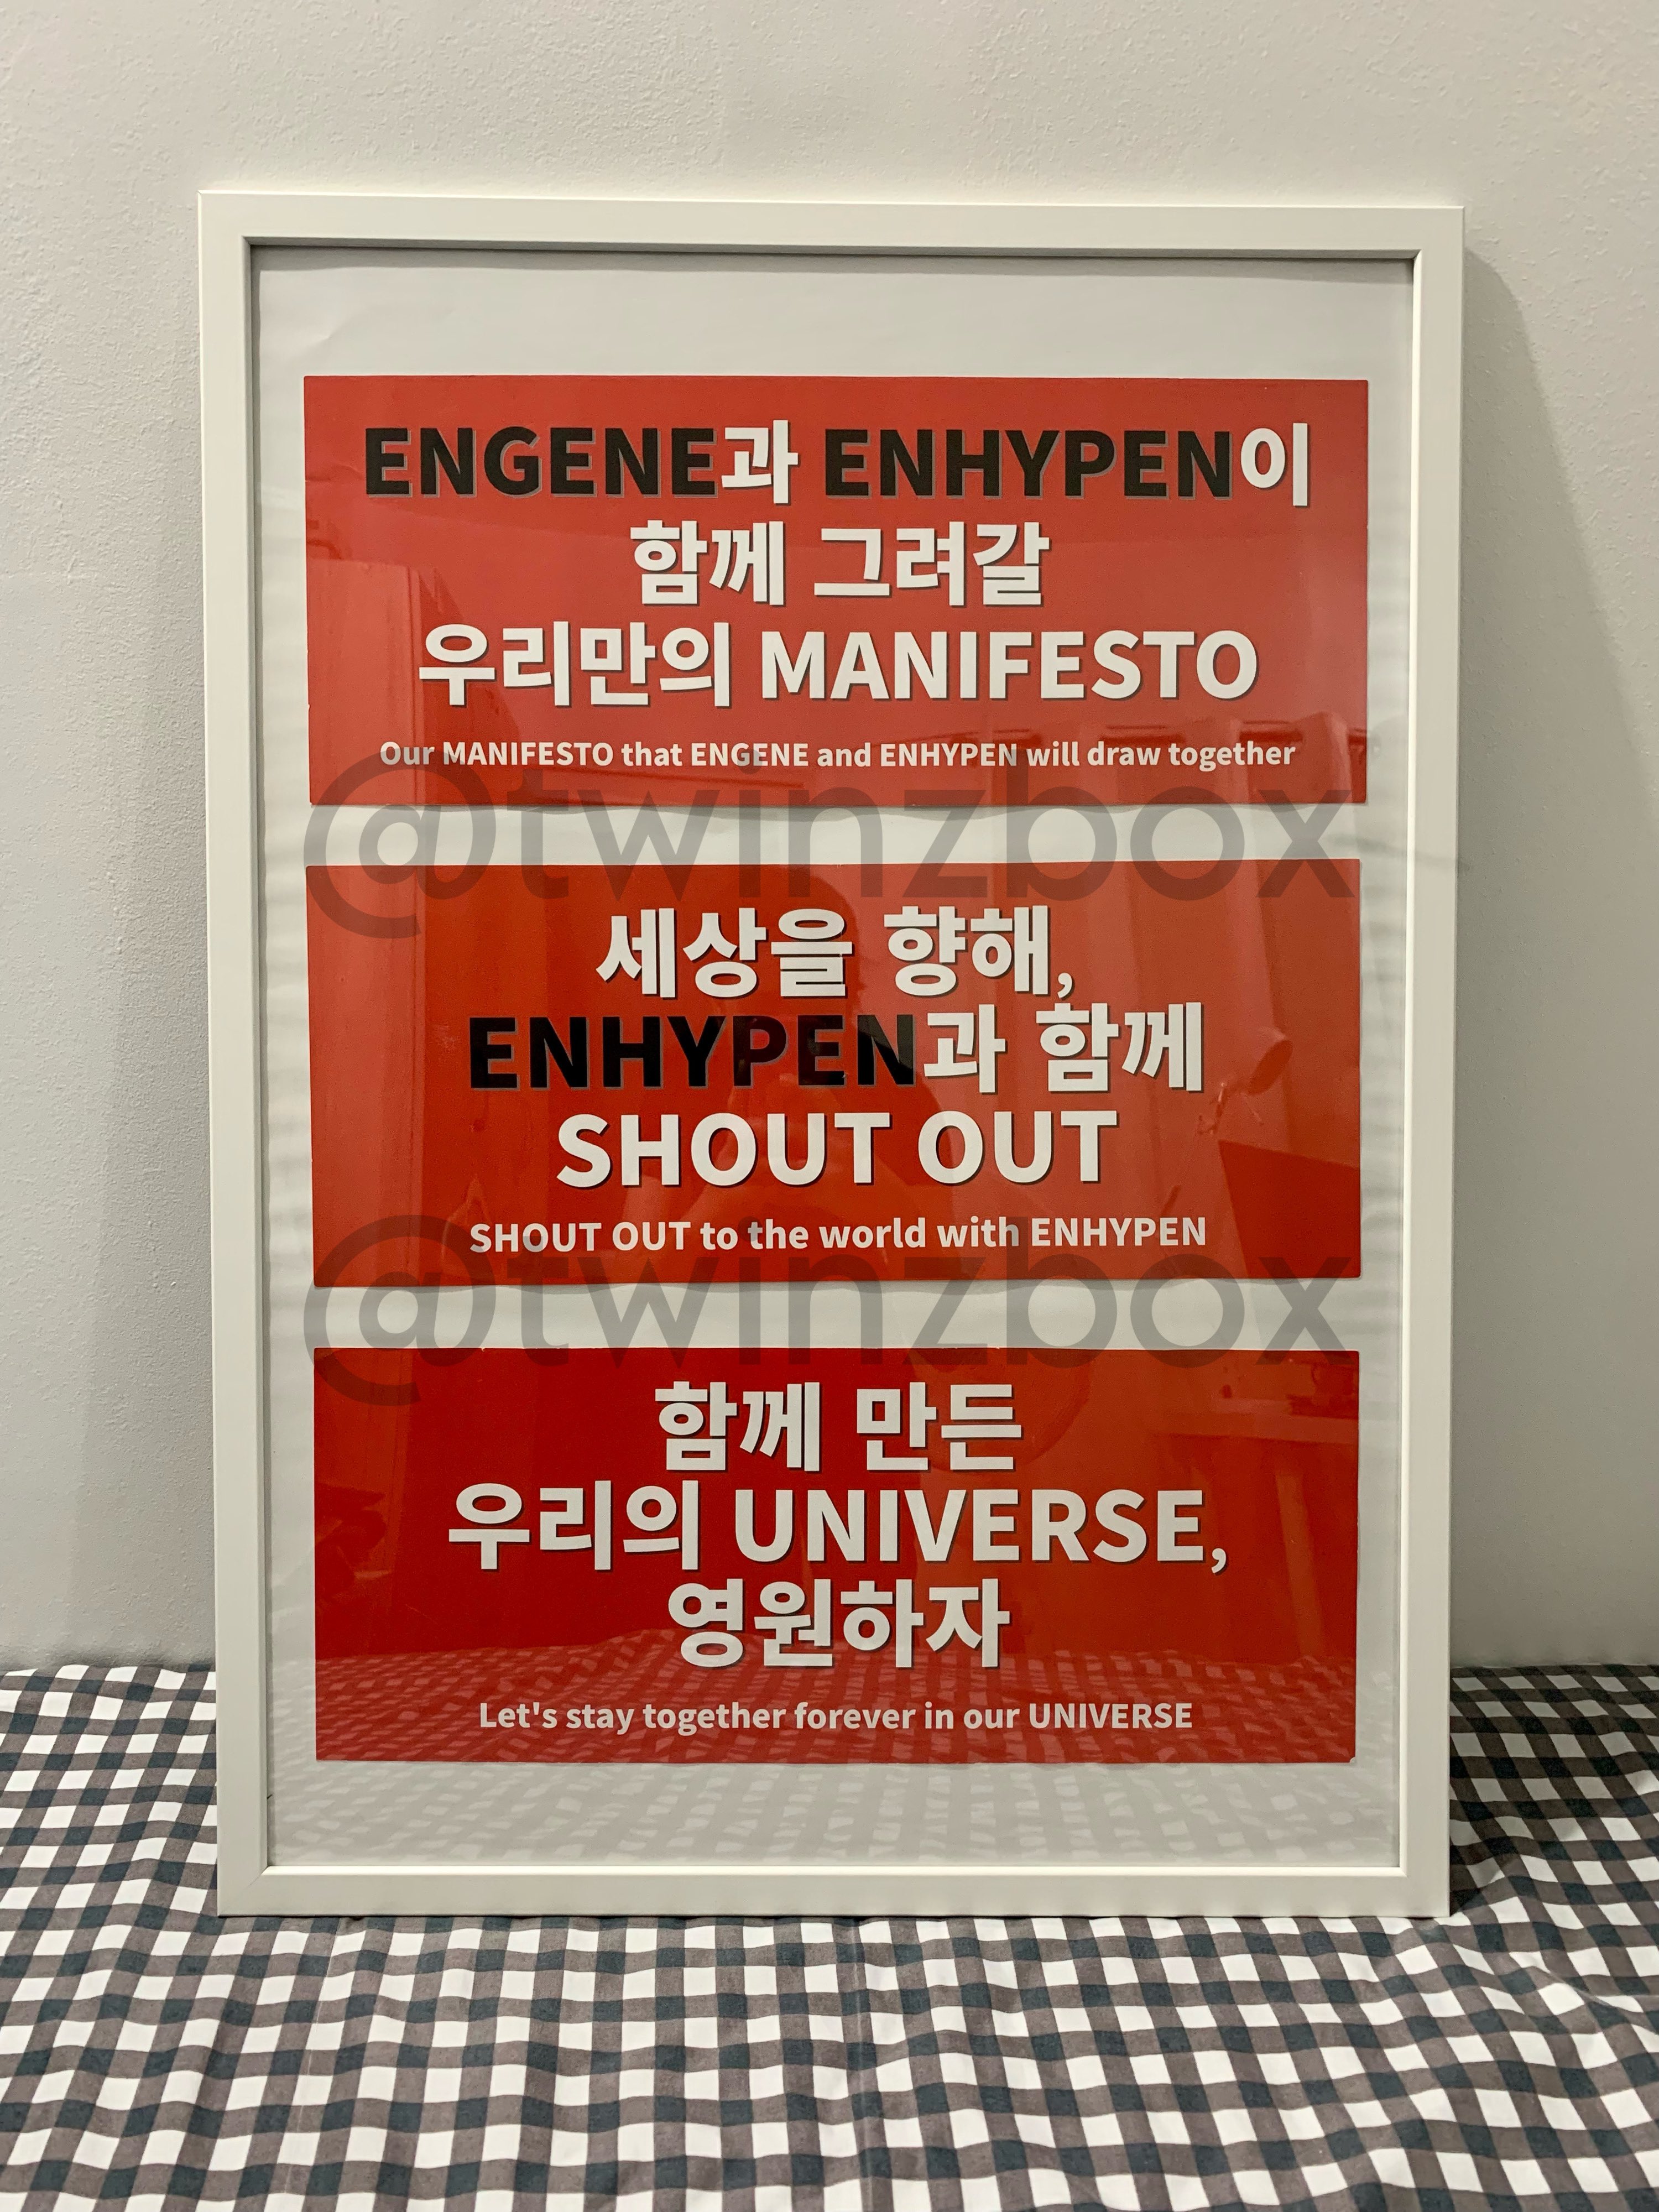 ENGENE과 ENHYPEN이
함께 그려갈
우리만의 MANIFESTO
Our MANIFESTO that ENGENE and ENHYPEN will draw together
@twinzbox
세상을 향해,
ENHYPEN과 함께
SHOUT OUT
SHOUT OUT to the world with ENHYPEN
@twinzbox
함께 만든
우리의 UNIVERSE,
영원하자
Let's stay together forever in our UNIVERSE